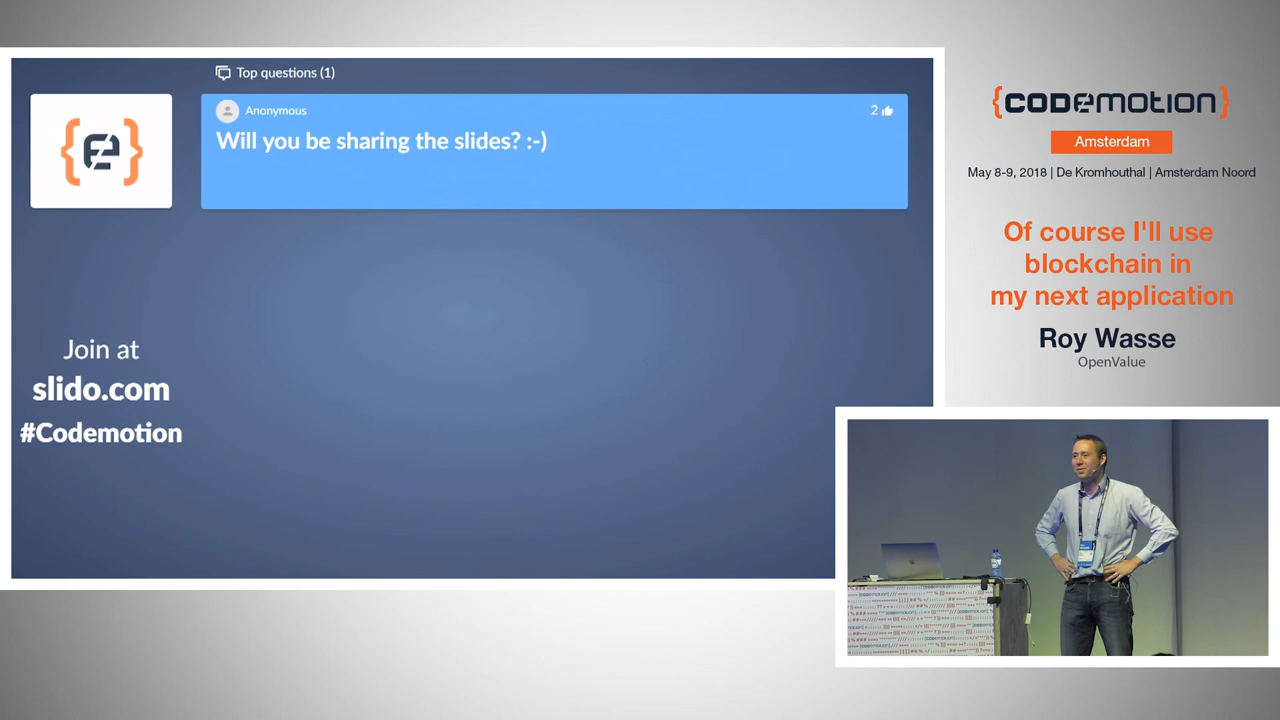 Top questions (1)
Anonymous
2
Will you be sharing the slides? :-)
Join at
slido.com
#Codemotion
{CODEMOTION}
Amsterdam
May 8-9, 2018 | De Kromhouthal | Amsterdam Noord
Of course I'll use
blockchain in
my next application
Roy Wasse
OpenValue